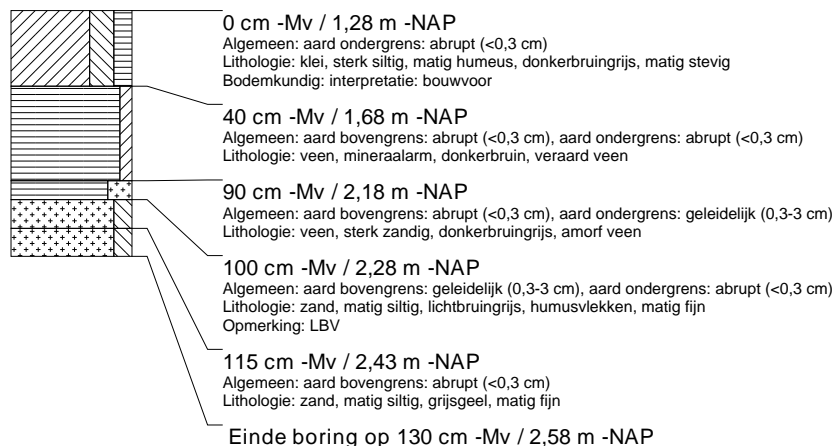 0 cm -Mv / 1,28 m -NAP
Algemeen: aard ondergrens: abrupt (<0,3 cm)
Lithologie: klei, sterk siltig, matig humeus, donkerbruingrijs, matig stevig
Bodemkundig: interpretatie: bouwvoor
40 cm -Mv / 1,68 m -NAP
Algemeen: aard bovengrens: abrupt (<0,3 cm), aard ondergrens: abrupt (<0,3 cm)
Lithologie: veen, mineraalarm, donkerbruin, veraard veen
90 cm -Mv / 2,18 m -NAP
Algemeen: aard bovengrens: abrupt (<0,3 cm), aard ondergrens: geleidelijk (0,3-3 cm)
Lithologie: veen, sterk zandig, donkerbruingrijs, amorf veen
100 cm -Mv / 2,28 m -NAP
Algemeen: aard bovengrens: geleidelijk (0,3-3 cm), aard ondergrens: abrupt (<0,3 cm)
Lithologie: zand, matig siltig, lichtbruingrijs, humusvlekken, matig fijn
Opmerking: LBV
115 cm -Mv / 2,43 m -NAP
Algemeen: aard bovengrens: abrupt (<0,3 cm)
Lithologie: zand, matig siltig, grijsgeel, matig fijn
Einde boring op 130 cm -Mv / 2,58 m -NAP